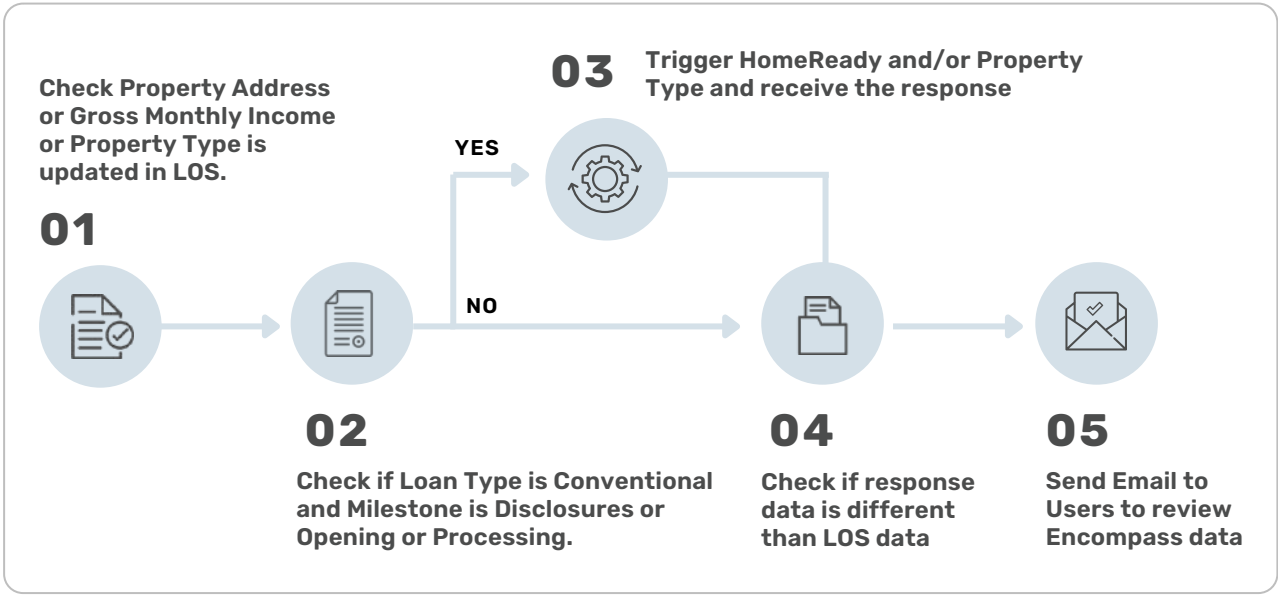 Check Property Address
or Gross Monthly Income
or Property Type is
updated in LOS.
01
02
Check if Loan Type is Conventional
and Milestone is Disclosures or
Opening or Processing.
YES
NO
03
Trigger HomeReady and/or Property
Type and receive the response
04
Check if response
data is different
than LOS data
05
Send Email to
Users to review
Encompass data